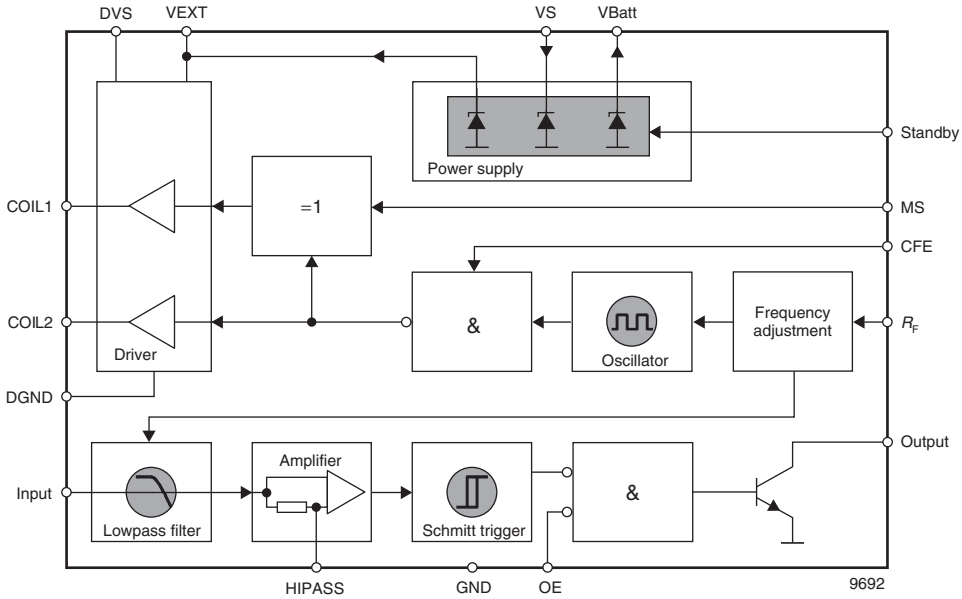 DVS
VEXT
VS
VBatt
Standby
Power supply
COIL1
=1
MS
CFE
COIL2
&
Frequency
adjustment
R_F
Oscillator
Driver
DGND
Amplifier
Output
Input
&
Lowpass filter
Schmitt trigger
HIPASS
GND
OE
9692